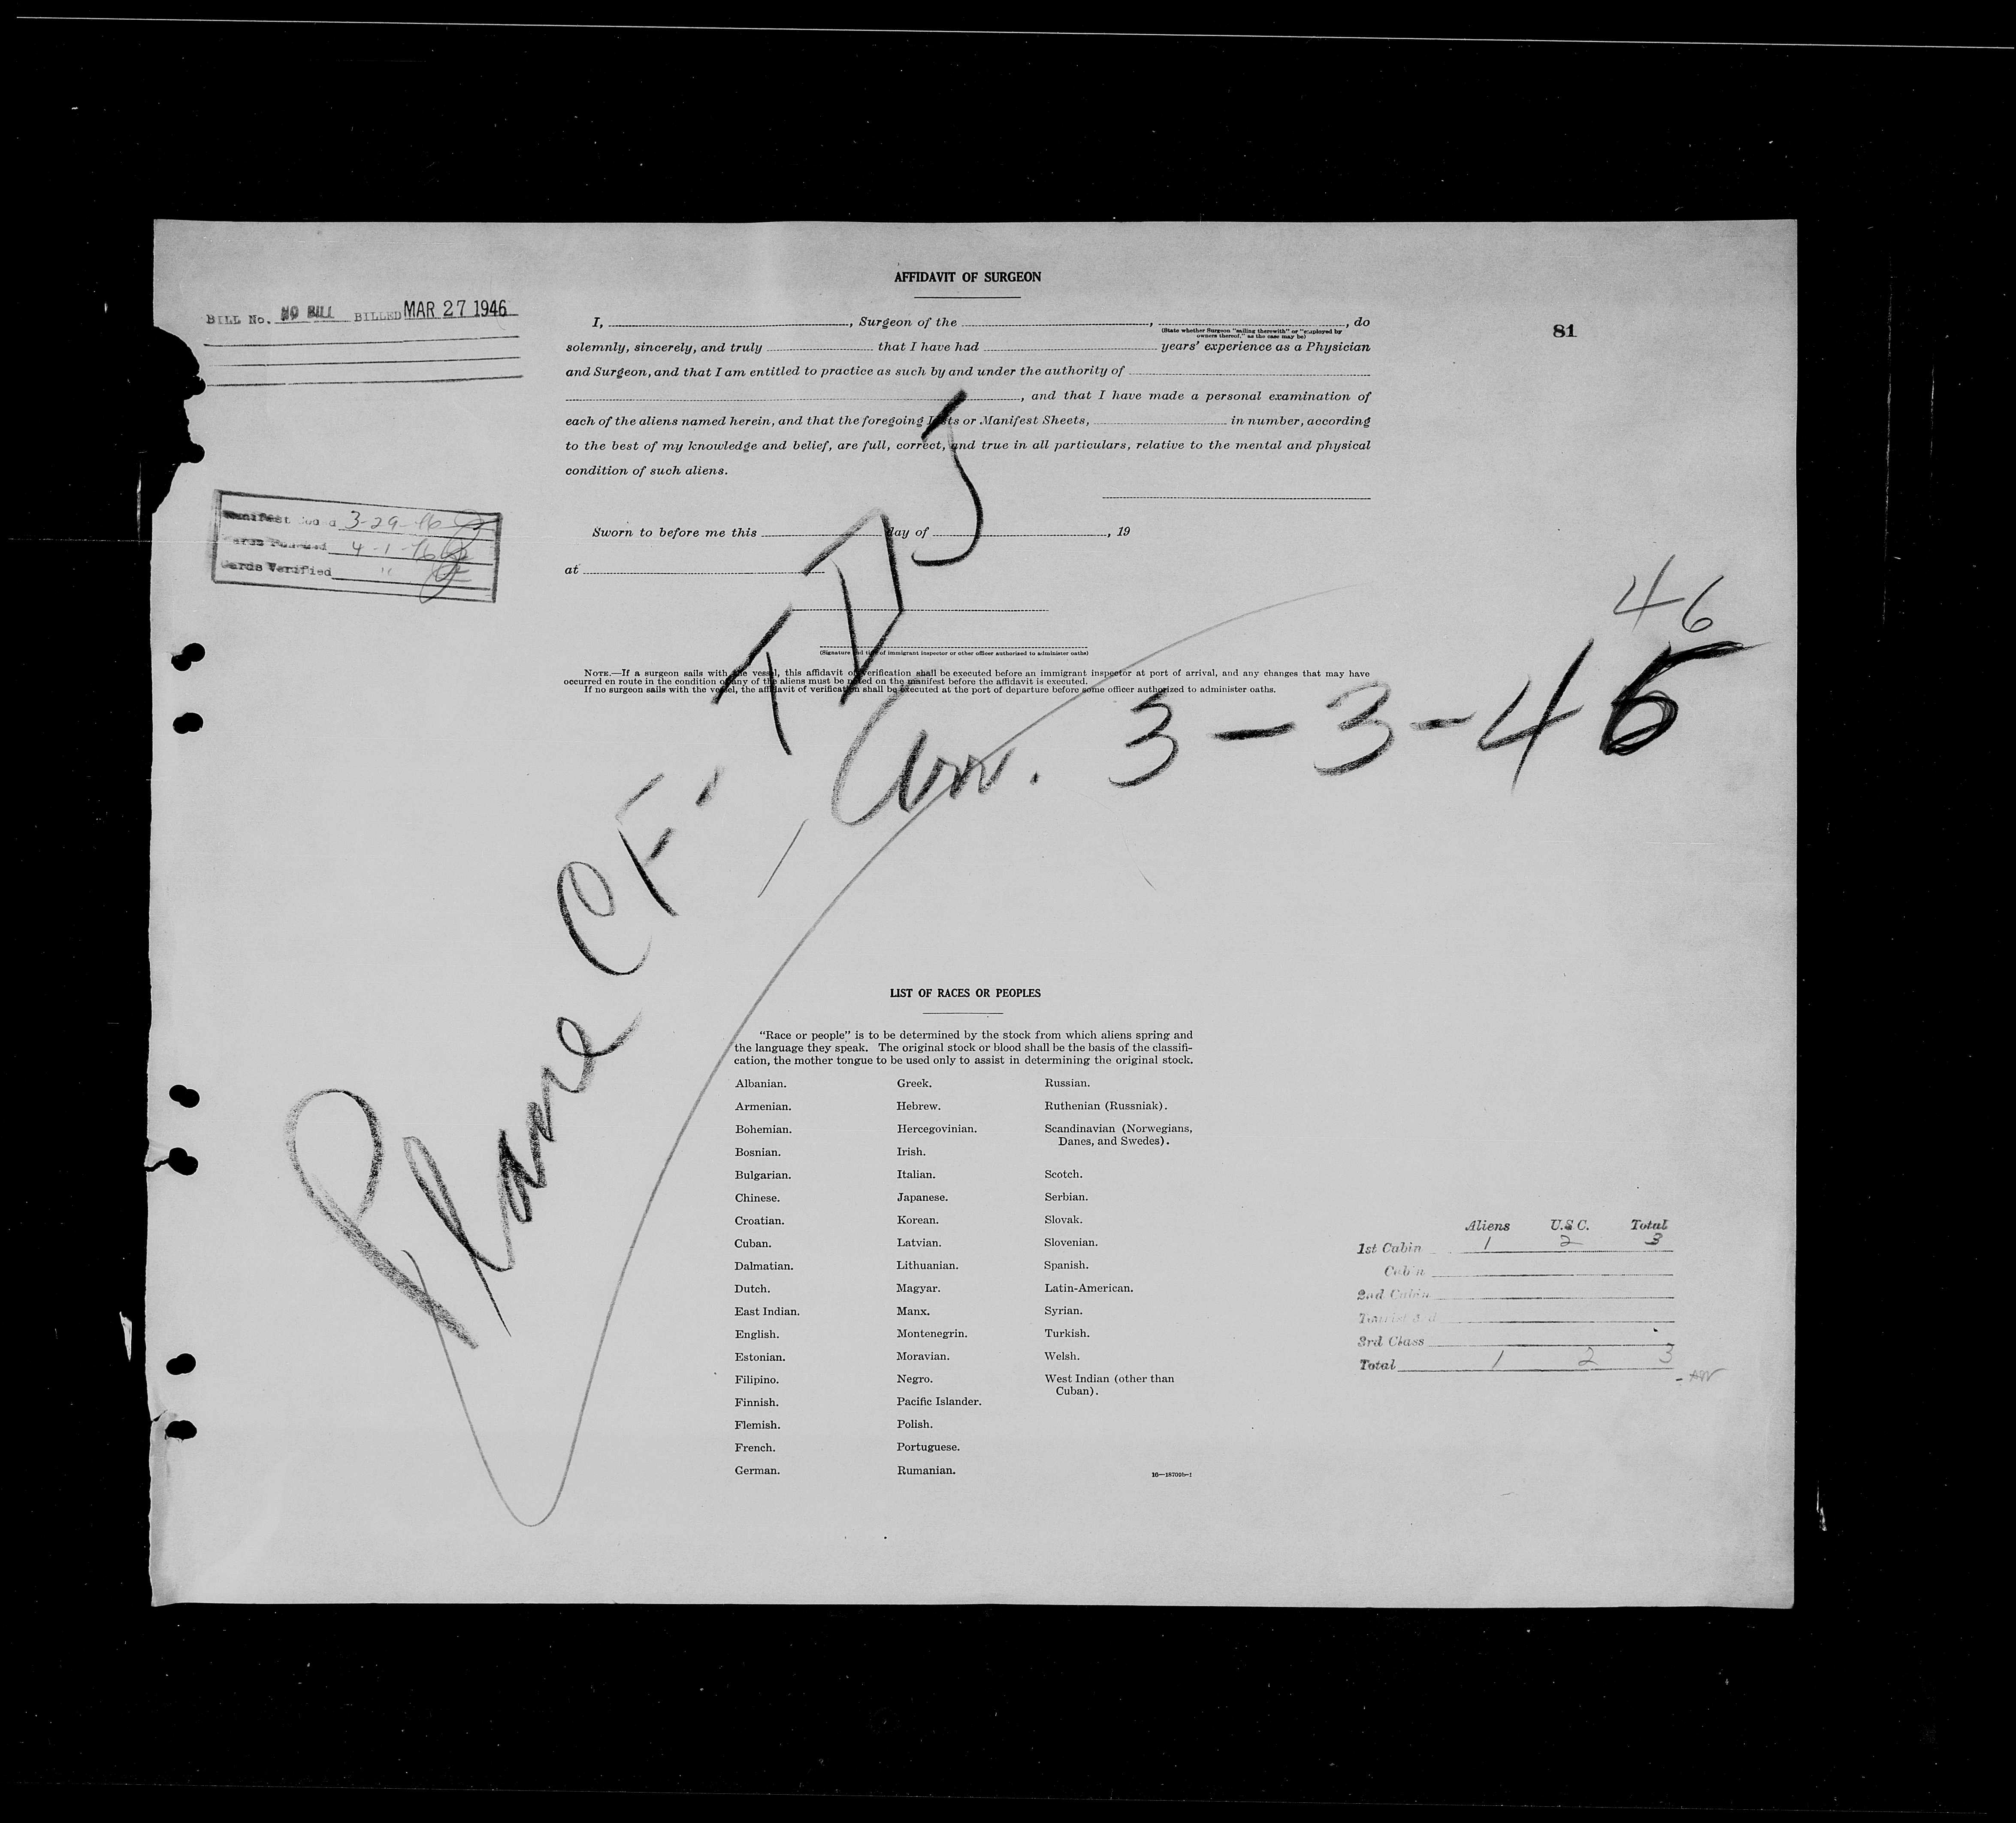 AFFIDAVIT OF SURGEON
BILL No. NO BILL BILLED MAR 27 1946
81
I, , Surgeon of the , , do
(State whether Surgeon "sailing therewith" or "employed by owners thereof," as the case may be)
solemnly, sincerely, and truly that I have had years' experience as a Physician
and Surgeon, and that I am entitled to practice as such by and under the authority of
, and that I have made a personal examination of
each of the aliens named herein, and that the foregoing Lists or Manifest Sheets, in number, according
to the best of my knowledge and belief, are full, correct, and true in all particulars, relative to the mental and physical
condition of such aliens.
Manifest 3-29-46
Cards Punched 4-1-46
Cards Verified "
Sworn to before me this day of , 19
at
(Signature and title of immigrant inspector or other officer authorized to administer oaths)
NOTE.—If a surgeon sails with the vessel, this affidavit of verification shall be executed before an immigrant inspector at port of arrival, and any changes that may have
occurred en route in the condition of any of the aliens must be noted on the manifest before the affidavit is executed.
If no surgeon sails with the vessel, the affidavit of verification shall be executed at the port of departure before some officer authorized to administer oaths.
46
Plane CF-TDJ
Arr. 3-3-46
LIST OF RACES OR PEOPLES
"Race or people" is to be determined by the stock from which aliens spring and
the language they speak. The original stock or blood shall be the basis of the classifi-
cation, the mother tongue to be used only to assist in determining the original stock.
Albanian.
Armenian.
Bohemian.
Bosnian.
Bulgarian.
Chinese.
Croatian.
Cuban.
Dalmatian.
Dutch.
East Indian.
English.
Estonian.
Filipino.
Finnish.
Flemish.
French.
German.
Greek.
Hebrew.
Hercegovinian.
Irish.
Italian.
Japanese.
Korean.
Latvian.
Lithuanian.
Magyar.
Manx.
Montenegrin.
Moravian.
Negro.
Pacific Islander.
Polish.
Portuguese.
Rumanian.
Russian.
Ruthenian (Russniak).
Scandinavian (Norwegians,
Danes, and Swedes).
Scotch.
Serbian.
Slovak.
Slovenian.
Spanish.
Latin-American.
Syrian.
Turkish.
Welsh.
West Indian (other than
Cuban).
16—18709b-1
Aliens U.S.C. Total
1st Cabin 1 2 3
Cabin
2nd Cabin
3rd Class
Total 1 2 3